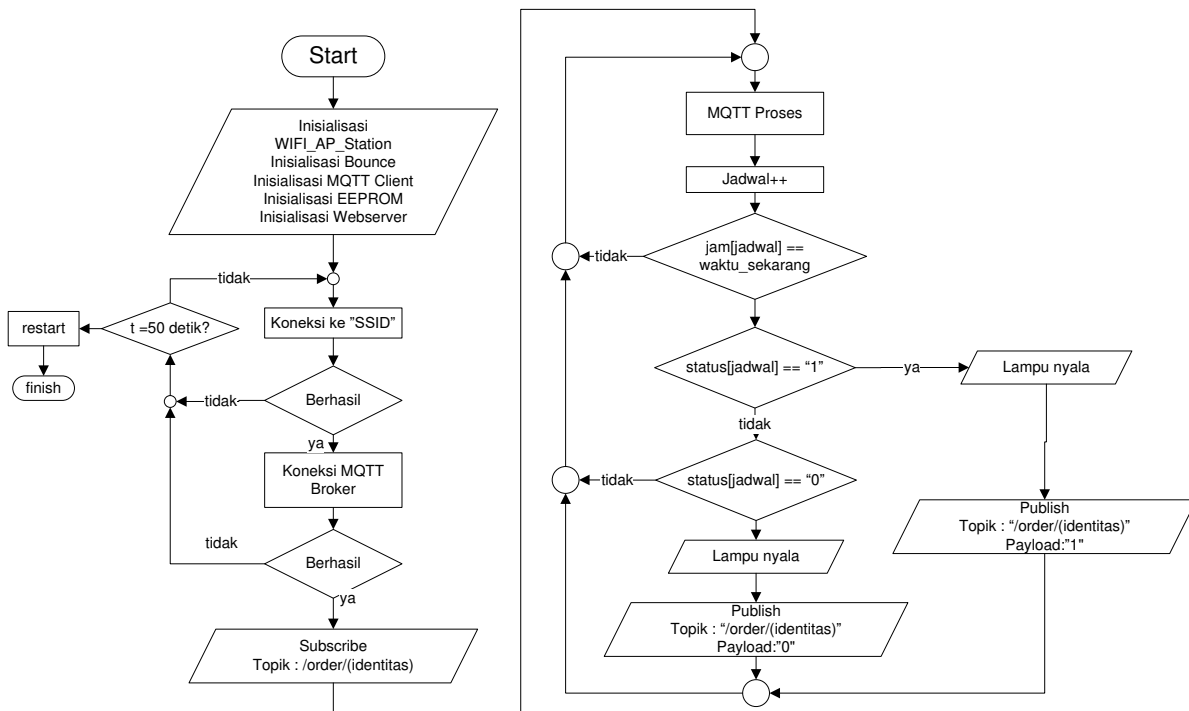 Start
Inisialisasi
WIFI_AP_Station
Inisialisasi Bounce
Inisialisasi MQTT Client
Inisialisasi EEPROM
Inisialisasi Webserver
tidak
t =50 detik?
restart
finish
Koneksi ke "SSID"
Berhasil
tidak
ya
Koneksi MQTT
Broker
tidak
Berhasil
ya
Subscribe
Topik : /order/(identitas)
MQTT Proses
Jadwal++
jam[jadwal] ==
waktu_sekarang
tidak
status[jadwal] == “1”
ya
Lampu nyala
tidak
status[jadwal] == “0”
tidak
Publish
Topik : “/order/(identitas)”
Payload:”1"
Lampu nyala
Publish
Topik : “/order/(identitas)”
Payload:”0"